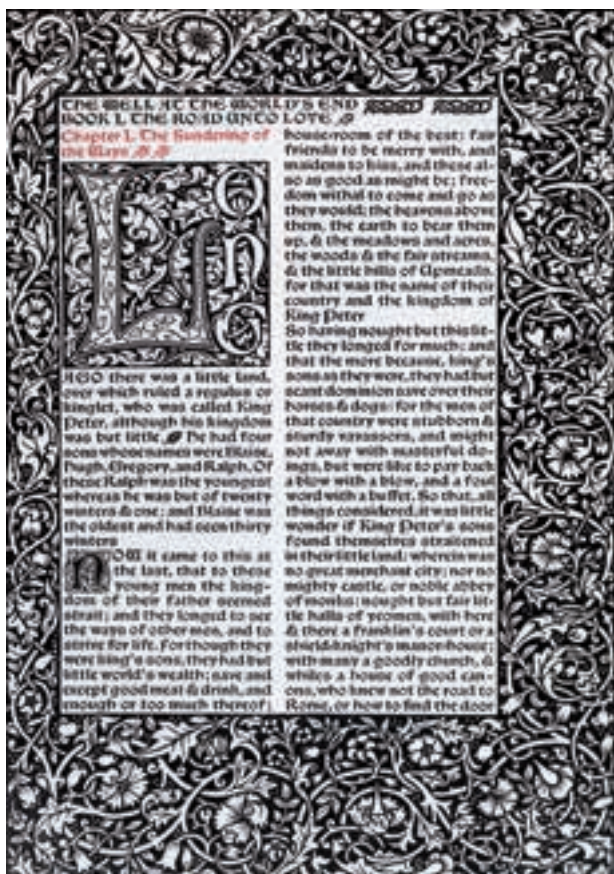 THE WELL AT THE WORLD'S END
BOOK I. THE ROAD UNTO LOVE
Chapter I. The Sundering of
the Ways
LONG
AGO there was a little land,
over which ruled a regulus or
kinglet, who was called King
Peter, although his kingdom
was but little. He had four
sons whose names were Blaise,
Hugh, Gregory, and Ralph. Of
these Ralph was the youngest
whereas he was but of twenty
winters & one; and Blaise was
the oldest and had seen thirty
winters
NOW it came to this at
the last, that to these
young men the king-
dom of their father seemed
strait; and they longed to see
the ways of other men, and to
strive for life. For though they
were king's sons, they had but
little world's wealth; save and
except good meat & drink, and
enough or too much thereof;
house-room of the best; fair
friends to be merry with, and
maidens to kiss, and these al-
so as good as might be; free-
dom withal to come and go as
they would; the heavens above
them, the earth to bear them
up, & the meadows and acres,
the woods & the fair streams,
& the little hills of Upmeads,
for that was the name of their
country and the kingdom of
King Peter
So having nought but this lit-
tle they longed for much; and
that the more because, king's
sons as they were, they had but
scant dominion save over their
horses & dogs: for the men of
that country were stubborn &
sturdy vavassors, and might
not away with masterful do-
ings, but were like to pay back
a blow with a blow, and a foul
word with a buffet. So that, all
things considered, it was little
wonder if King Peter's sons
found themselves straitened
in their little land: wherein was
no great merchant city; nor no
mighty castle, or noble abbey
of monks: nought but fair lit-
tle halls of yeomen, with here
& there a franklin's court or a
shield-knight's manor-house;
with many a goodly church, &
whiles a house of good can-
ons, who knew not the road to
Rome, or how to find the door